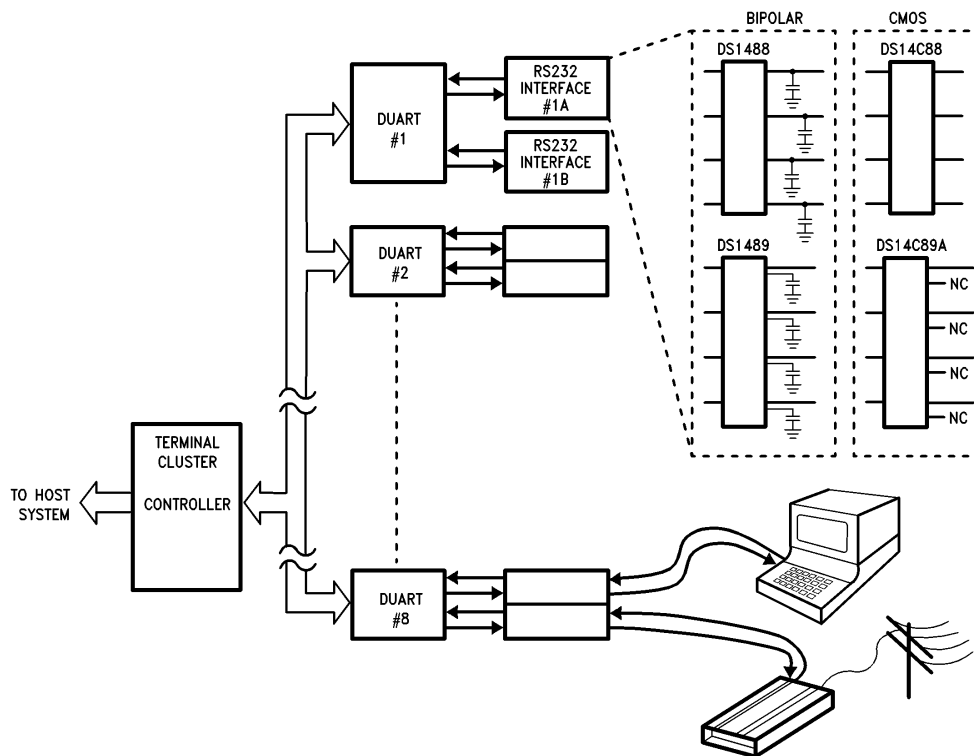 BIPOLAR
CMOS
DS1488
DS14C88
RS232
INTERFACE
#1A
DUART
#1
RS232
INTERFACE
#1B
DUART
#2
DS1489
DS14C89A
NC
NC
NC
NC
TERMINAL
CLUSTER
CONTROLLER
TO HOST
SYSTEM
DUART
#8